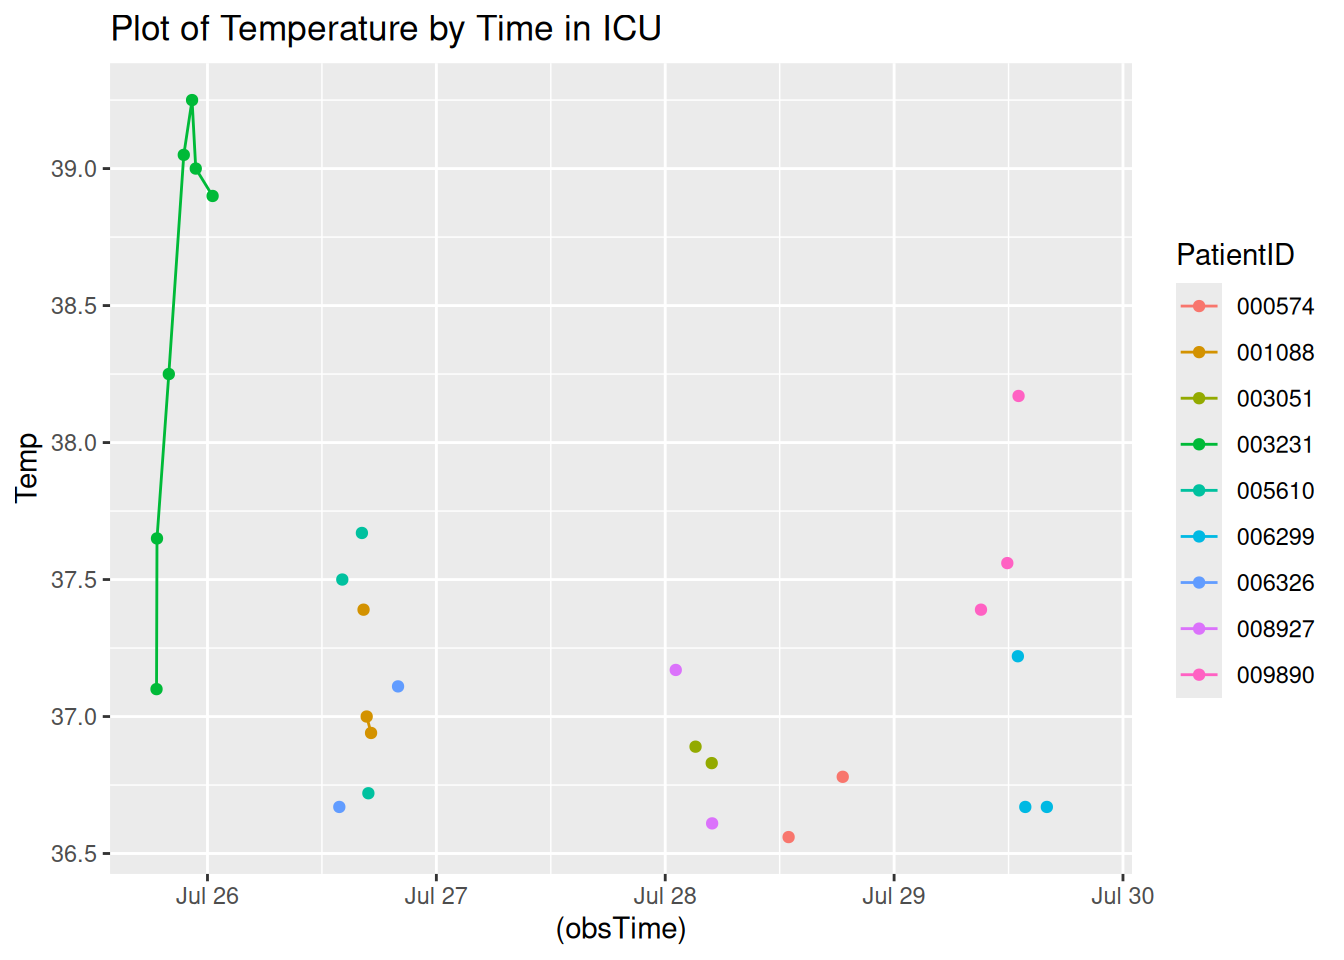 Plot of Temperature by Time in ICU
39.0
38.5
38.0
37.5
37.0
36.5
Temp
Jul 26
Jul 27
Jul 28
Jul 29
Jul 30
(obsTime)
PatientID
000574
001088
003051
003231
005610
006299
006326
008927
009890